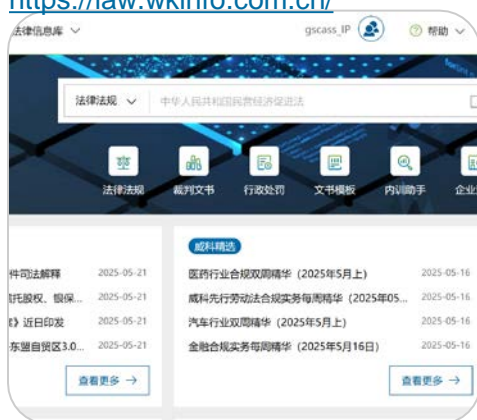 https://law.wkinfo.com.cn/
法律信息库
gscass_IP
帮助
法律法规
中华人民共和国民营经济促进法
法律法规 裁判文书 行政处罚 文书模板 内训助手 企业
威科精选
件司法解释 2025-05-21
托股权、银保... 2025-05-21
》近日印发 2025-05-21
东盟自贸区3.0... 2025-05-21
查看更多 →
医药行业合规双周精华（2025年5月上） 2025-05-16
威科先行劳动法合规实务每周精华（2025年05... 2025-05-16
汽车行业双周精华（2025年5月上） 2025-05-16
金融合规实务每周精华（2025年5月16日） 2025-05-16
查看更多 →